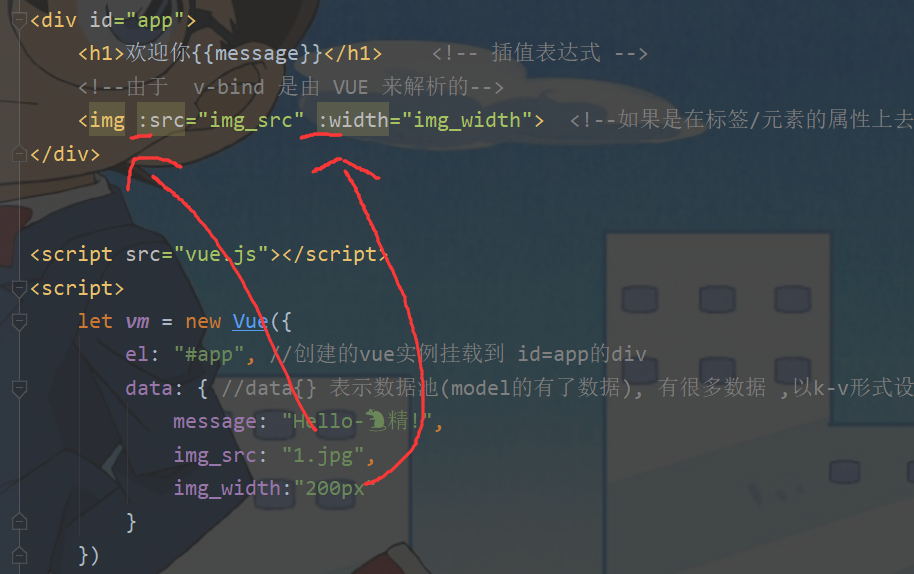 <div id="app">
<h1>欢迎你{{message}}</h1> <!-- 插值表达式 -->
<!--由于 v-bind 是由 VUE 来解析的-->
<img :src="img_src" :width="img_width"> <!--如果是在标签/元素的属性上去
</div>
<script src="vue.js"></script>
<script>
let vm = new Vue({
el: "#app", //创建的vue实例挂载到 id=app的div
data: { //data{} 表示数据池(model的有了数据), 有很多数据 ,以k-v形式设
message: "Hello-🐁精!",
img_src: "1.jpg",
img_width:"200px
}
})